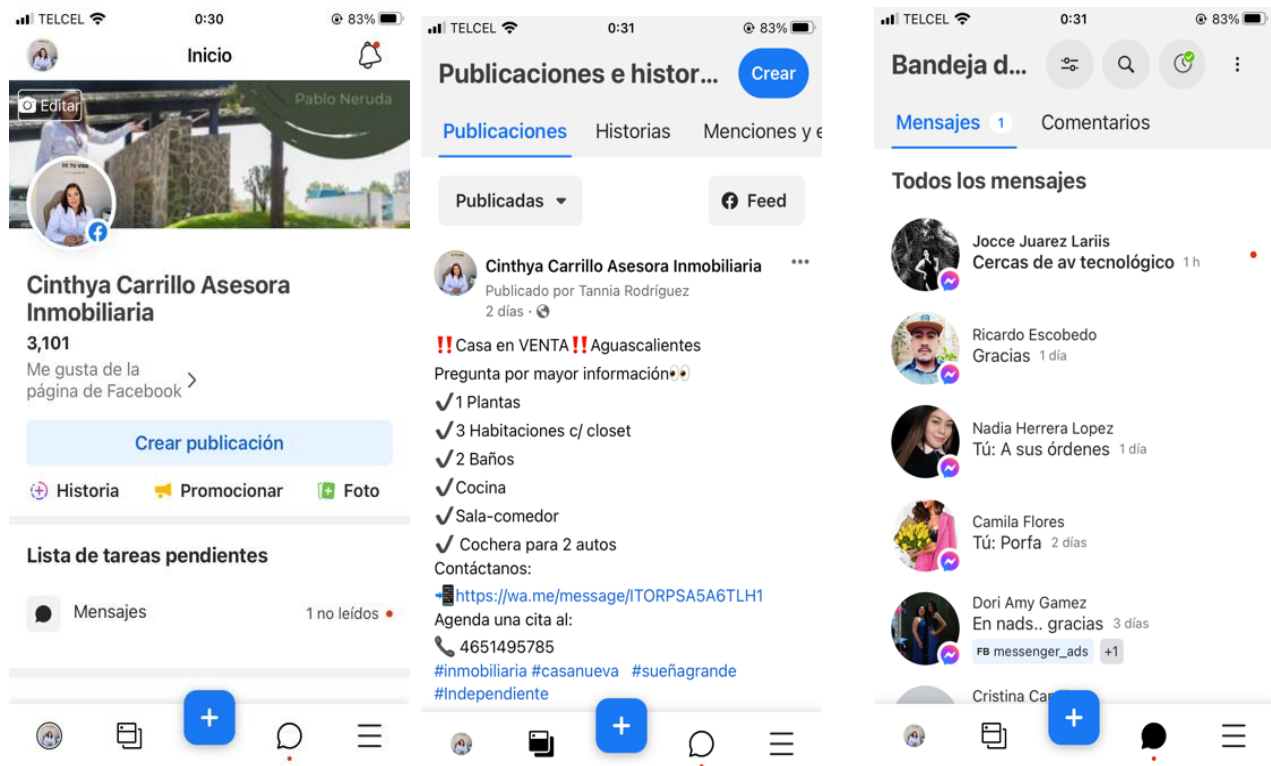 TELCEL 0:30 83%
Inicio
Editar
Pablo Neruda
DE TU VIDA
Cinthya Carrillo Asesora
Inmobiliaria
3,101
Me gusta de la
página de Facebook
Crear publicación
Historia Promocionar Foto
Lista de tareas pendientes
Mensajes 1 no leídos
TELCEL 0:31 83%
Publicaciones e histor... Crear
Publicaciones Historias Menciones y e
Publicadas Feed
Cinthya Carrillo Asesora Inmobiliaria
Publicado por Tannia Rodríguez
2 días ·
‼️Casa en VENTA‼️Aguascalientes
Pregunta por mayor información👀
✔1 Plantas
✔3 Habitaciones c/ closet
✔2 Baños
✔Cocina
✔Sala-comedor
✔ Cochera para 2 autos
Contáctanos:
📲https://wa.me/message/ITORPSA5A6TLH1
Agenda una cita al:
📞 4651495785
#inmobiliaria #casanueva #sueñagrande
#Independiente
TELCEL 0:31 83%
Bandeja d...
Mensajes 1 Comentarios
Todos los mensajes
Jocce Juarez Lariis
Cercas de av tecnológico 1 h
Ricardo Escobedo
Gracias 1 día
Nadia Herrera Lopez
Tú: A sus órdenes 1 día
Camila Flores
Tú: Porfa 2 días
Dori Amy Gamez
En nads.. gracias 3 días
FB messenger_ads +1
Cristina